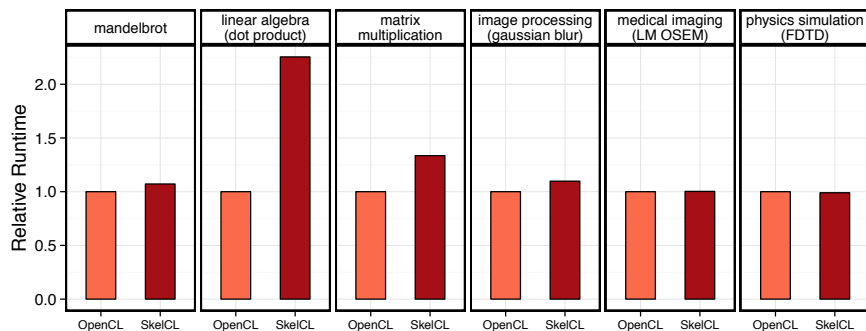 mandelbrot
linear algebra
(dot product)
matrix
multiplication
image processing
(gaussian blur)
medical imaging
(LM OSEM)
physics simulation
(FDTD)
Relative Runtime
2.0
1.5
1.0
0.5
0.0
OpenCL SkelCL OpenCL SkelCL OpenCL SkelCL OpenCL SkelCL OpenCL SkelCL OpenCL SkelCL